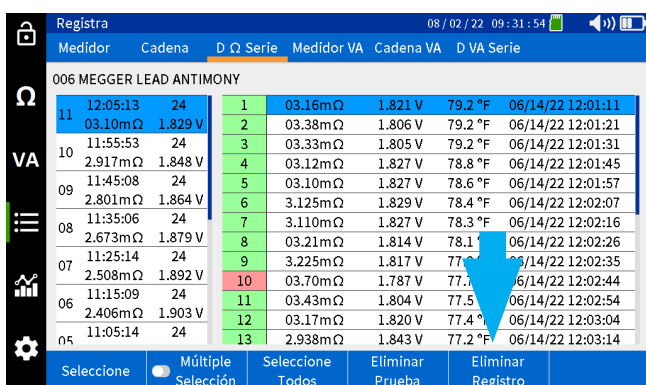 Registra 08/02/22 09:31:54
Medidor Cadena D Ω Serie Medidor VA Cadena VA D VA Serie
006 MEGGER LEAD ANTIMONY
Ω
VA
11 12:05:13 24
03.10mΩ 1.829 V
10 11:55:53 24
2.917mΩ 1.848 V
09 11:45:08 24
2.801mΩ 1.864 V
08 11:35:06 24
2.673mΩ 1.879 V
07 11:25:14 24
2.508mΩ 1.892 V
06 11:15:09 24
2.406mΩ 1.903 V
05 11:05:14 24
1 03.16mΩ 1.821 V 79.2 °F 06/14/22 12:01:11
2 03.38mΩ 1.806 V 79.2 °F 06/14/22 12:01:21
3 03.33mΩ 1.805 V 79.2 °F 06/14/22 12:01:31
4 03.12mΩ 1.827 V 78.8 °F 06/14/22 12:01:45
5 03.10mΩ 1.827 V 78.6 °F 06/14/22 12:01:57
6 3.125mΩ 1.829 V 78.4 °F 06/14/22 12:02:07
7 3.110mΩ 1.827 V 78.3 °F 06/14/22 12:02:16
8 03.21mΩ 1.814 V 78.1 06/14/22 12:02:26
9 3.225mΩ 1.817 V 6/14/22 12:02:35
10 03.70mΩ 1.787 V 77. /14/22 12:02:44
11 03.43mΩ 1.804 V 77.5 06/14/22 12:02:54
12 03.17mΩ 1.820 V 77.4 °F 06/14/22 12:03:04
13 2.938mΩ 1.843 V 77.2 °F 06/14/22 12:03:14
Seleccione Múltiple Selección Seleccione Todos Eliminar Prueba Eliminar Registro